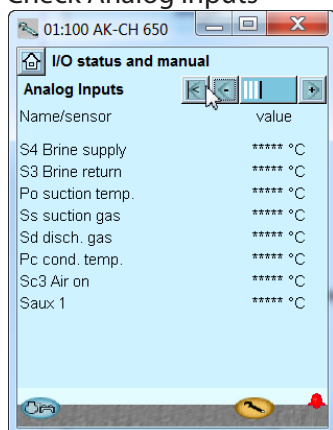 Check Analog Inputs
01:100 AK-CH 650
I/O status and manual
Analog Inputs
Name/sensor value
S4 Brine supply ***** °C
S3 Brine return ***** °C
Po suction temp. ***** °C
Ss suction gas ***** °C
Sd disch. gas ***** °C
Pc cond. temp. ***** °C
Sc3 Air on ***** °C
Saux 1 ***** °C